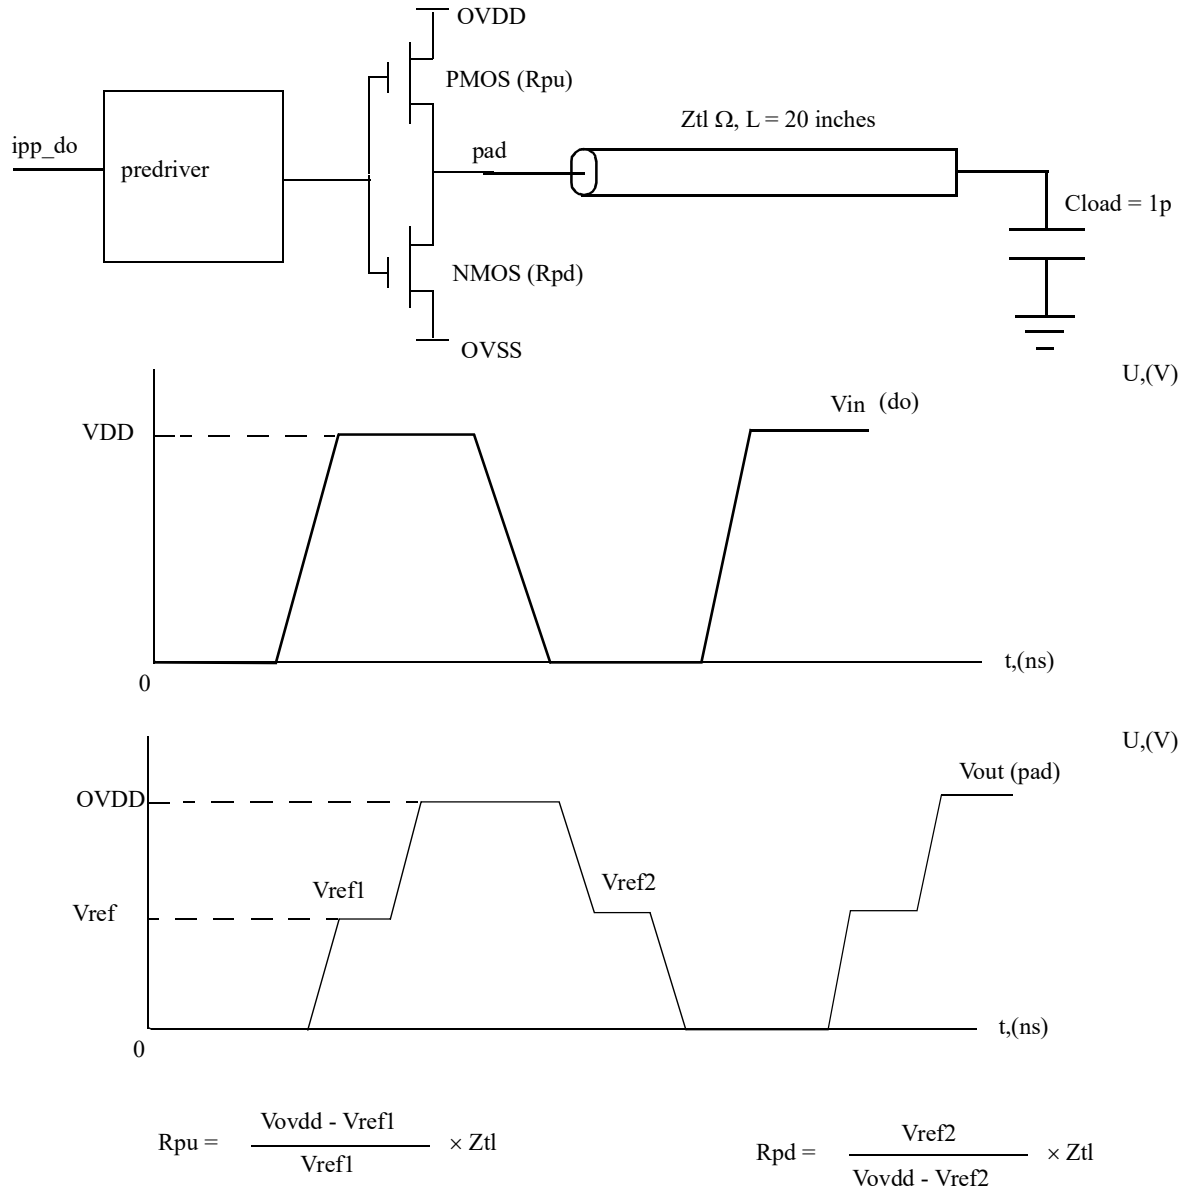 OVDD
PMOS (Rpu)
Ztl Ω, L = 20 inches
ipp_do
predriver
pad
Cload = 1p
NMOS (Rpd)
OVSS
U,(V)
Vin (do)
VDD
t,(ns)
0
U,(V)
Vout (pad)
OVDD
Vref1
Vref2
Vref
t,(ns)
0
Rpu = Vovdd - Vref1 / Vref1 × Ztl
Rpd = Vref2 / Vovdd - Vref2 × Ztl